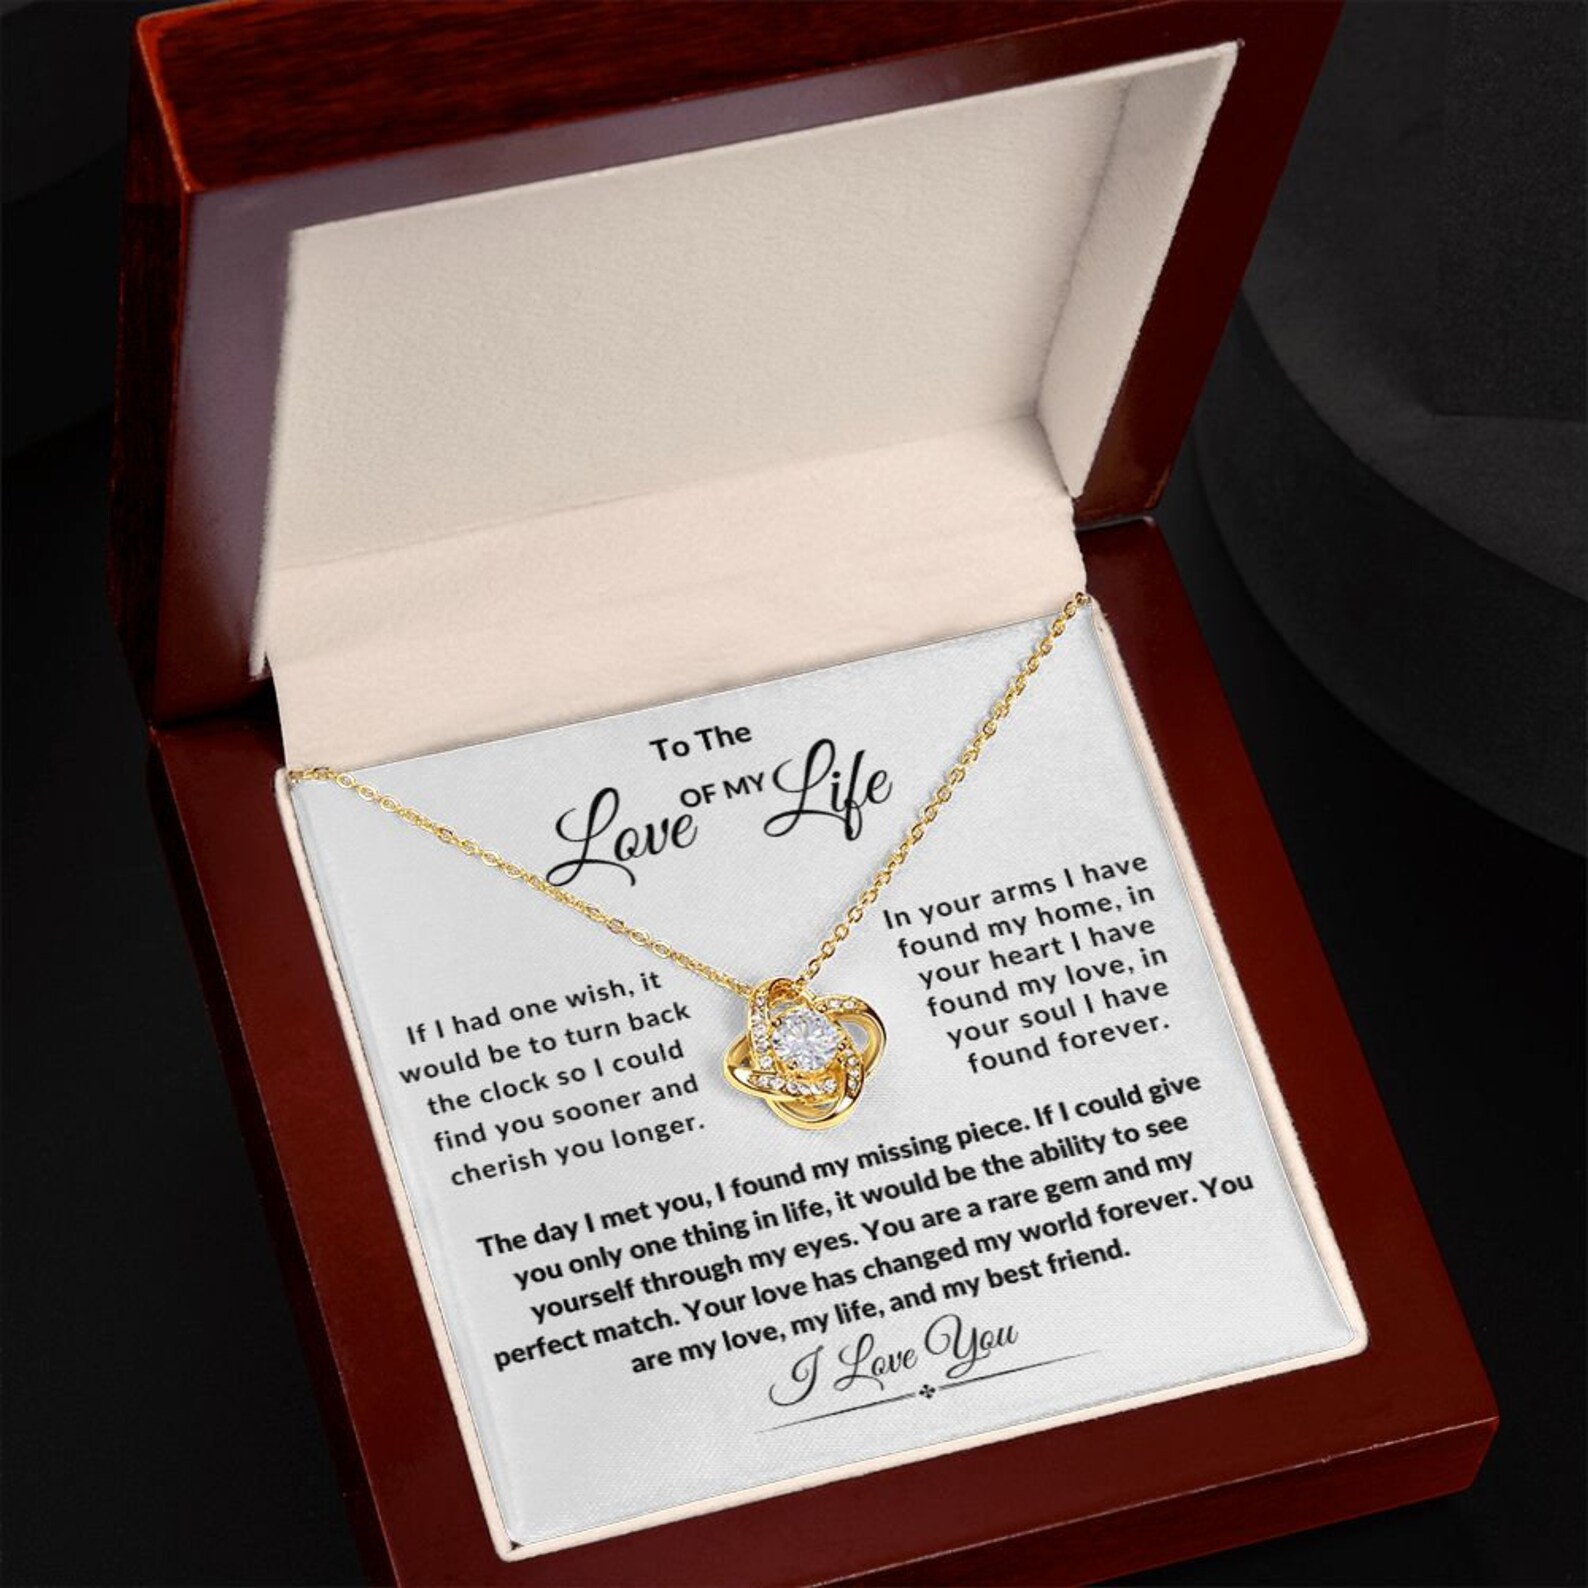 To The
Love OF MY Life
If I had one wish, it
would be to turn back
the clock so I could
find you sooner and
cherish you longer.
In your arms I have
found my home, in
your heart I have
found my love, in
your soul I have
found forever.
The day I met you, I found my missing piece. If I could give
you only one thing in life, it would be the ability to see
yourself through my eyes. You are a rare gem and my
perfect match. Your love has changed my world forever. You
are my love, my life, and my best friend.
I Love You